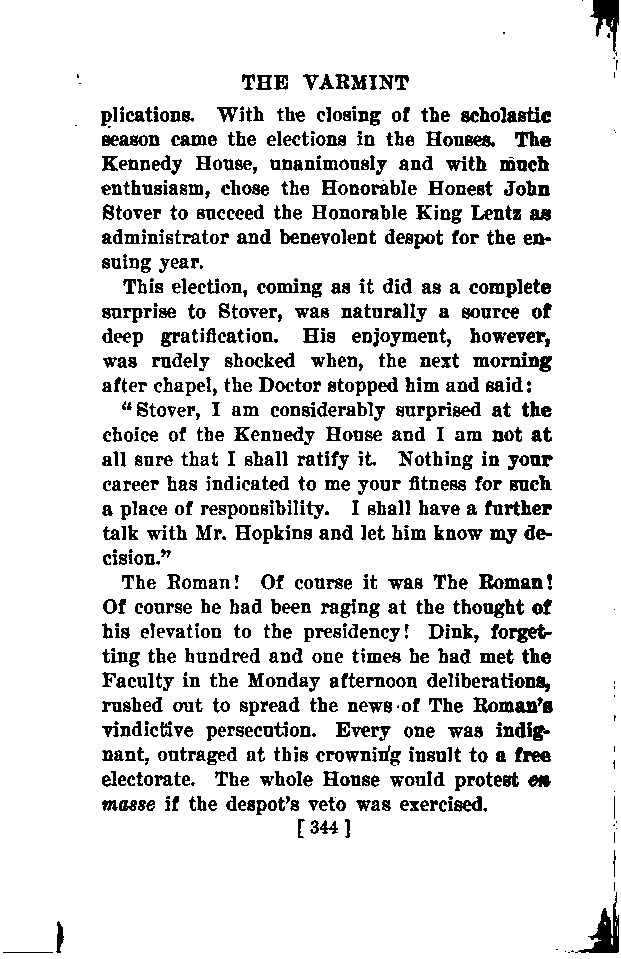 THE VARMINT
plications. With the closing of the scholastic
season came the elections in the Houses. The
Kennedy House, unanimously and with much
enthusiasm, chose the Honorable Honest John
Stover to succeed the Honorable King Lentz as
administrator and benevolent despot for the en-
suing year.
This election, coming as it did as a complete
surprise to Stover, was naturally a source of
deep gratification. His enjoyment, however,
was rudely shocked when, the next morning
after chapel, the Doctor stopped him and said:
"Stover, I am considerably surprised at the
choice of the Kennedy House and I am not at
all sure that I shall ratify it. Nothing in your
career has indicated to me your fitness for such
a place of responsibility. I shall have a further
talk with Mr. Hopkins and let him know my de-
cision."
The Roman! Of course it was The Roman!
Of course he had been raging at the thought of
his elevation to the presidency! Dink, forget-
ting the hundred and one times he had met the
Faculty in the Monday afternoon deliberations,
rushed out to spread the news of The Roman's
vindictive persecution. Every one was indig-
nant, outraged at this crowning insult to a free
electorate. The whole House would protest en
masse if the despot's veto was exercised.
[ 344 ]